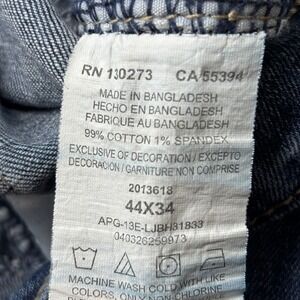 RN 130273 CA 55394
MADE IN BANGLADESH
HECHO EN BANGLADESH
FABRIQUE AU BANGLADESH
99% COTTON 1% SPANDEX
EXCLUSIVE OF DECORATION / EXCEPTO
DECORACIÓN / GARNITURE NON COMPRISE
2013618
44X34
APG-13E-LJBH31833
040326259973
MACHINE WASH COLD WITH LIKE
COLORS, ONLY NON-CHLORINE